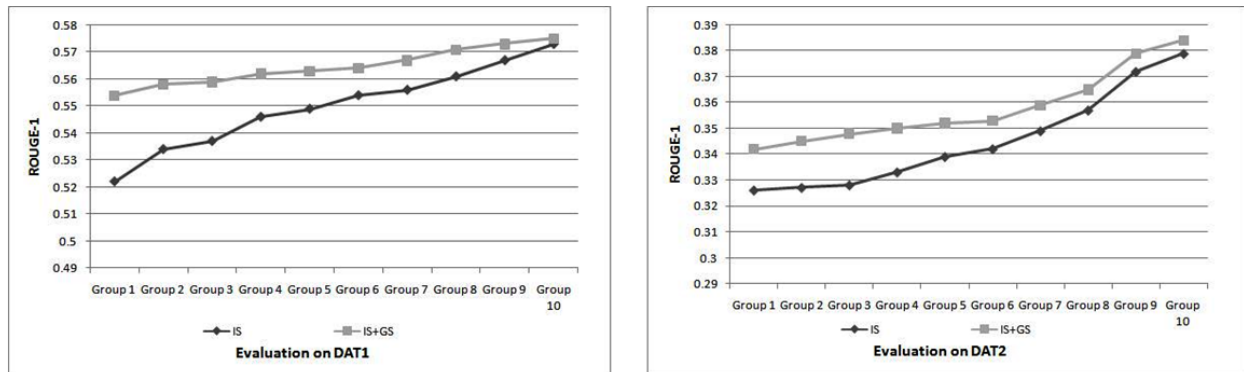 0.58
0.57
0.56
0.55
0.54
0.53
0.52
0.51
0.5
0.49
ROUGE-1
Group 1 Group 2 Group 3 Group 4 Group 5 Group 6 Group 7 Group 8 Group 9 Group
10
IS IS+GS
Evaluation on DAT1
0.39
0.38
0.37
0.36
0.35
0.34
0.33
0.32
0.31
0.3
0.29
ROUGE-1
Group 1 Group 2 Group 3 Group 4 Group 5 Group 6 Group 7 Group 8 Group 9 Group
10
IS IS+GS
Evaluation on DAT2